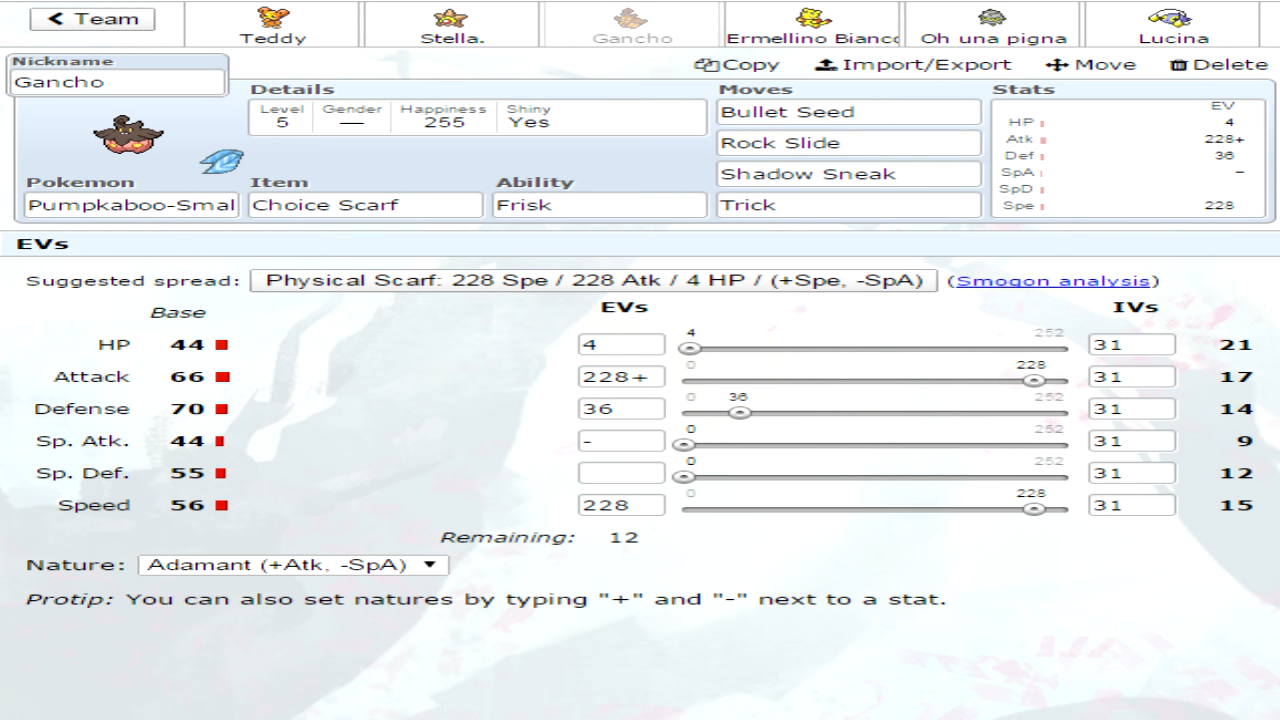 Team
Teddy
Stella.
Gancho
Ermellino Bianco
Oh una pigna
Lucina
Nickname
Gancho
Copy
Import/Export
Move
Delete
Details
Level Gender Happiness Shiny
5 — 255 Yes
Pokemon
Pumpkaboo-Smal
Item
Choice Scarf
Ability
Frisk
Moves
Bullet Seed
Rock Slide
Shadow Sneak
Trick
Stats
EV
HP 4
Atk 228+
Def 36
SpA -
SpD
Spe 228
EVs
Suggested spread: Physical Scarf: 228 Spe / 228 Atk / 4 HP / (+Spe, -SpA) (Smogon analysis)
Base EVs IVs
HP 44 4 4 252 31 21
Attack 66 228+ 0 228 31 17
Defense 70 36 0 36 252 31 14
Sp. Atk. 44 - 0 252 31 9
Sp. Def. 55 0 252 31 12
Speed 56 228 0 228 31 15
Remaining: 12
Nature: Adamant (+Atk, -SpA)
Protip: You can also set natures by typing "+" and "-" next to a stat.